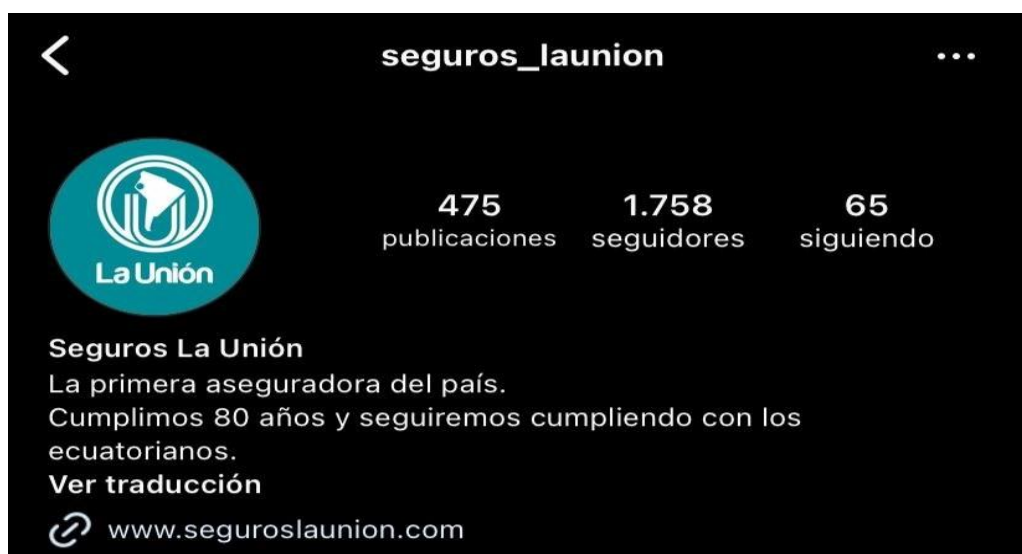 seguros_launion
475 1.758 65
publicaciones seguidores siguiendo
La Unión
Seguros La Unión
La primera aseguradora del país.
Cumplimos 80 años y seguiremos cumpliendo con los
ecuatorianos.
Ver traducción
www.seguroslaunion.com